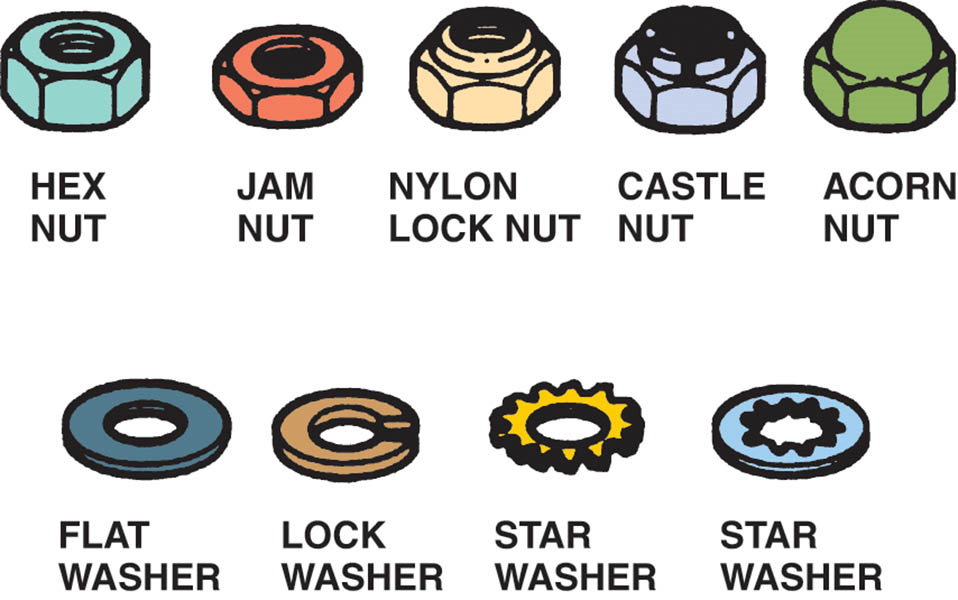 HEX
NUT
JAM
NUT
NYLON
LOCK NUT
CASTLE
NUT
ACORN
NUT
FLAT
WASHER
LOCK
WASHER
STAR
WASHER
STAR
WASHER